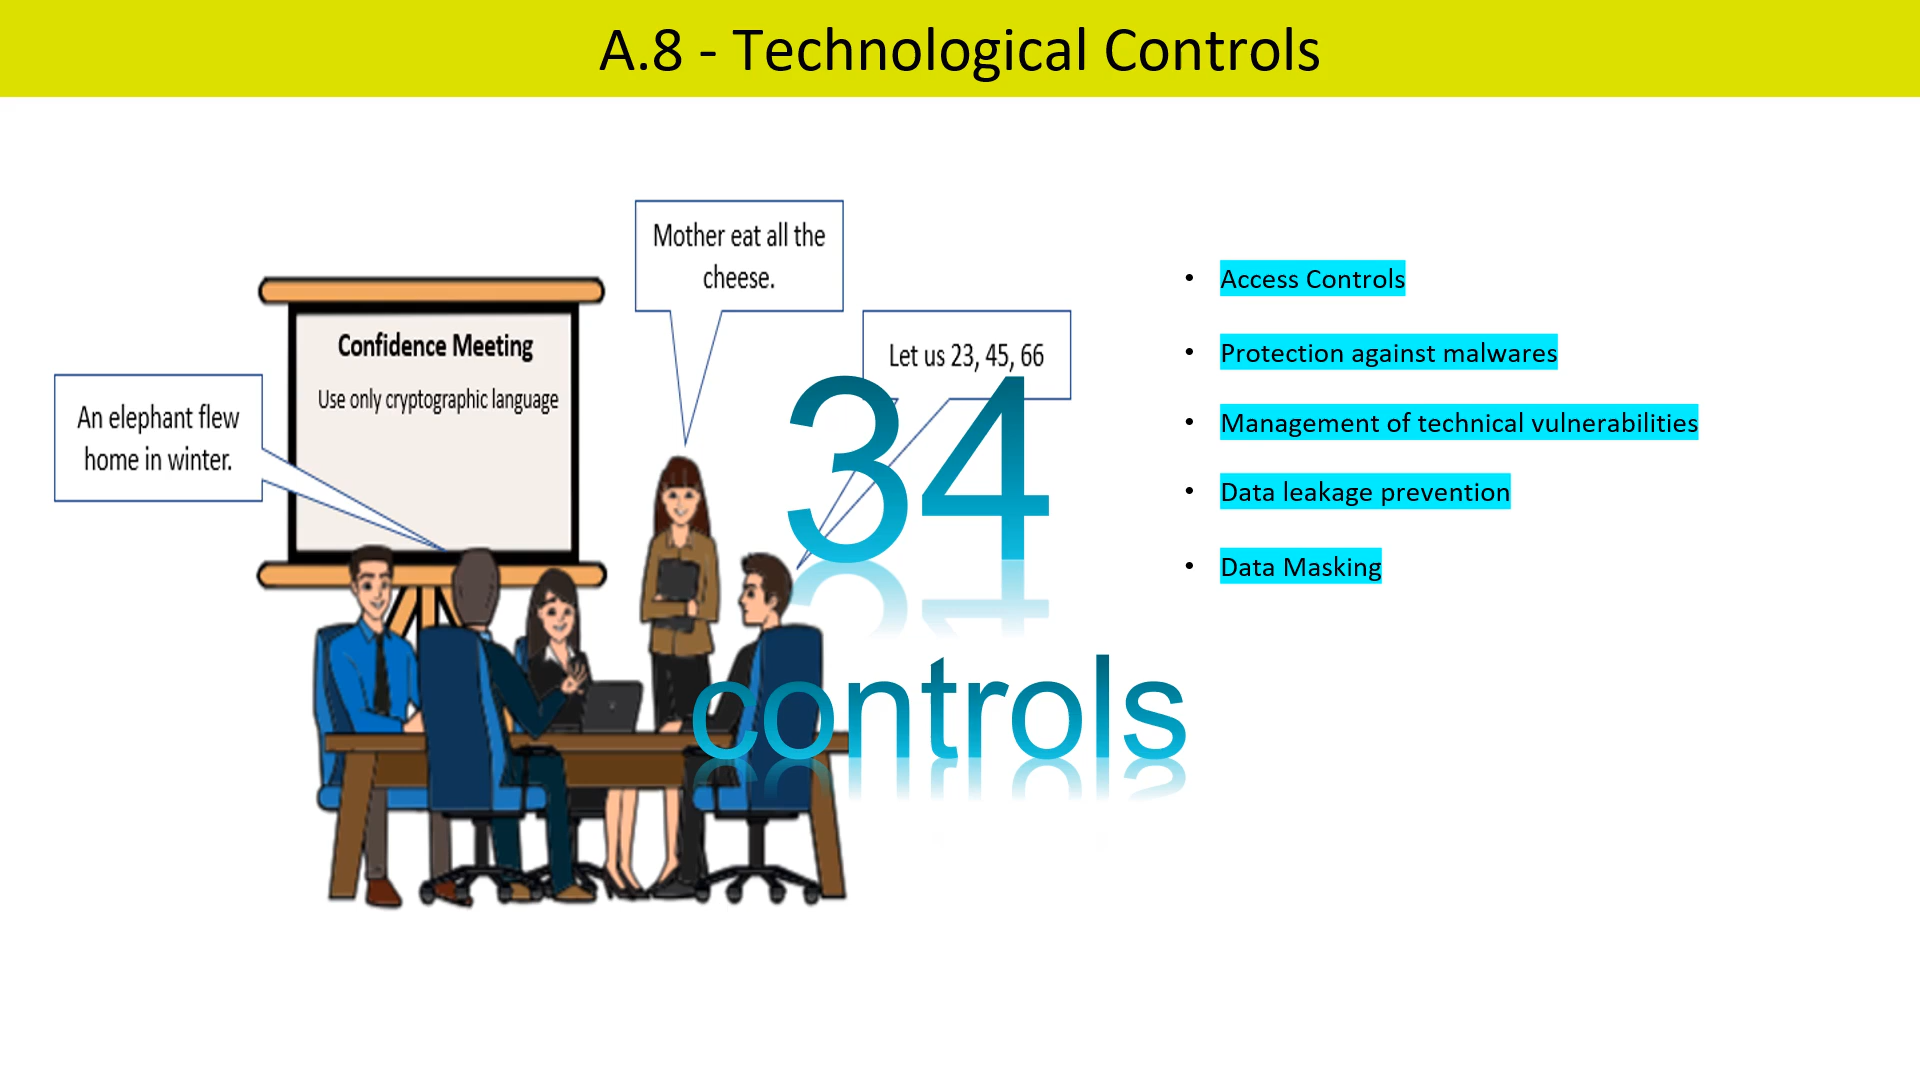 A.8 - Technological Controls
Mother eat all the
cheese.
Confidence Meeting
Use only cryptographic language
Let us 23, 45, 66
An elephant flew
home in winter.
34
controls
• Access Controls
• Protection against malwares
• Management of technical vulnerabilities
• Data leakage prevention
• Data Masking